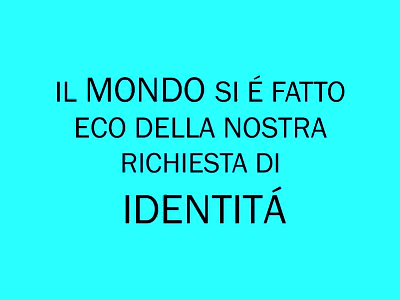 IL MONDO SI É FATTO
ECO DELLA NOSTRA
RICHIESTA DI
IDENTITÁ